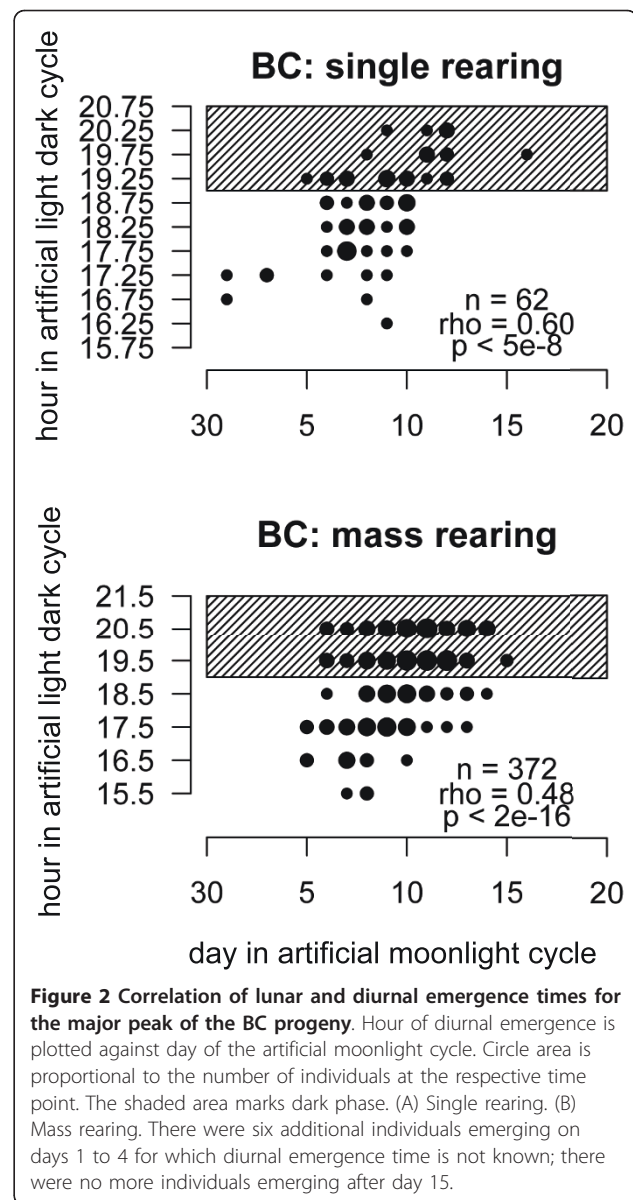 BC: single rearing
hour in artificial light dark cycle
20.75
20.25
19.75
19.25
18.75
18.25
17.75
17.25
16.75
16.25
15.75
n = 62
rho = 0.60
p < 5e-8
30 5 10 15 20
BC: mass rearing
hour in artificial light dark cycle
21.5
20.5
19.5
18.5
17.5
16.5
15.5
n = 372
rho = 0.48
p < 2e-16
30 5 10 15 20
day in artificial moonlight cycle
Figure 2 Correlation of lunar and diurnal emergence times for
the major peak of the BC progeny. Hour of diurnal emergence is
plotted against day of the artificial moonlight cycle. Circle area is
proportional to the number of individuals at the respective time
point. The shaded area marks dark phase. (A) Single rearing. (B)
Mass rearing. There were six additional individuals emerging on
days 1 to 4 for which diurnal emergence time is not known; there
were no more individuals emerging after day 15.